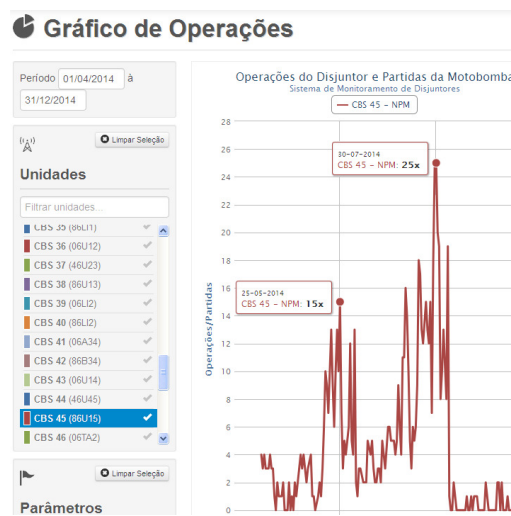 Gráfico de Operações
Período 01/04/2014 à
31/12/2014
Limpar Seleção
Unidades
Filtrar unidades...
CBS 35 (86LI1)
CBS 36 (06U12)
CBS 37 (46U23)
CBS 38 (86U13)
CBS 39 (06LI2)
CBS 40 (86LI2)
CBS 41 (06A34)
CBS 42 (86B34)
CBS 43 (06U14)
CBS 44 (46U45)
CBS 45 (86U15)
CBS 46 (06TA2)
Limpar Seleção
Parâmetros
Operações do Disjuntor e Partidas da Motobomba
Sistema de Monitoramento de Disjuntores
CBS 45 - NPM
Operações/Partidas
28
26
24
22
20
18
16
14
12
10
8
6
4
2
0
30-07-2014
CBS 45 - NPM: 25x
25-05-2014
CBS 45 - NPM: 15x